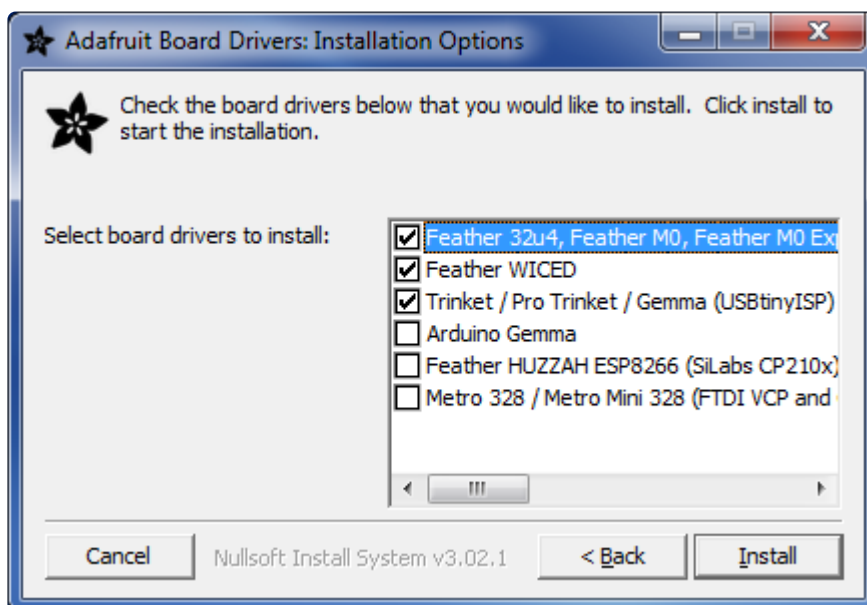 Adafruit Board Drivers: Installation Options
Check the board drivers below that you would like to install. Click install to
start the installation.
Select board drivers to install:
Feather 32u4, Feather M0, Feather M0 Ex
Feather WICED
Trinket / Pro Trinket / Gemma (USBtinyISP)
Arduino Gemma
Feather HUZZAH ESP8266 (SiLabs CP210x)
Metro 328 / Metro Mini 328 (FTDI VCP and
Cancel
Nullsoft Install System v3.02.1
< Back
Install